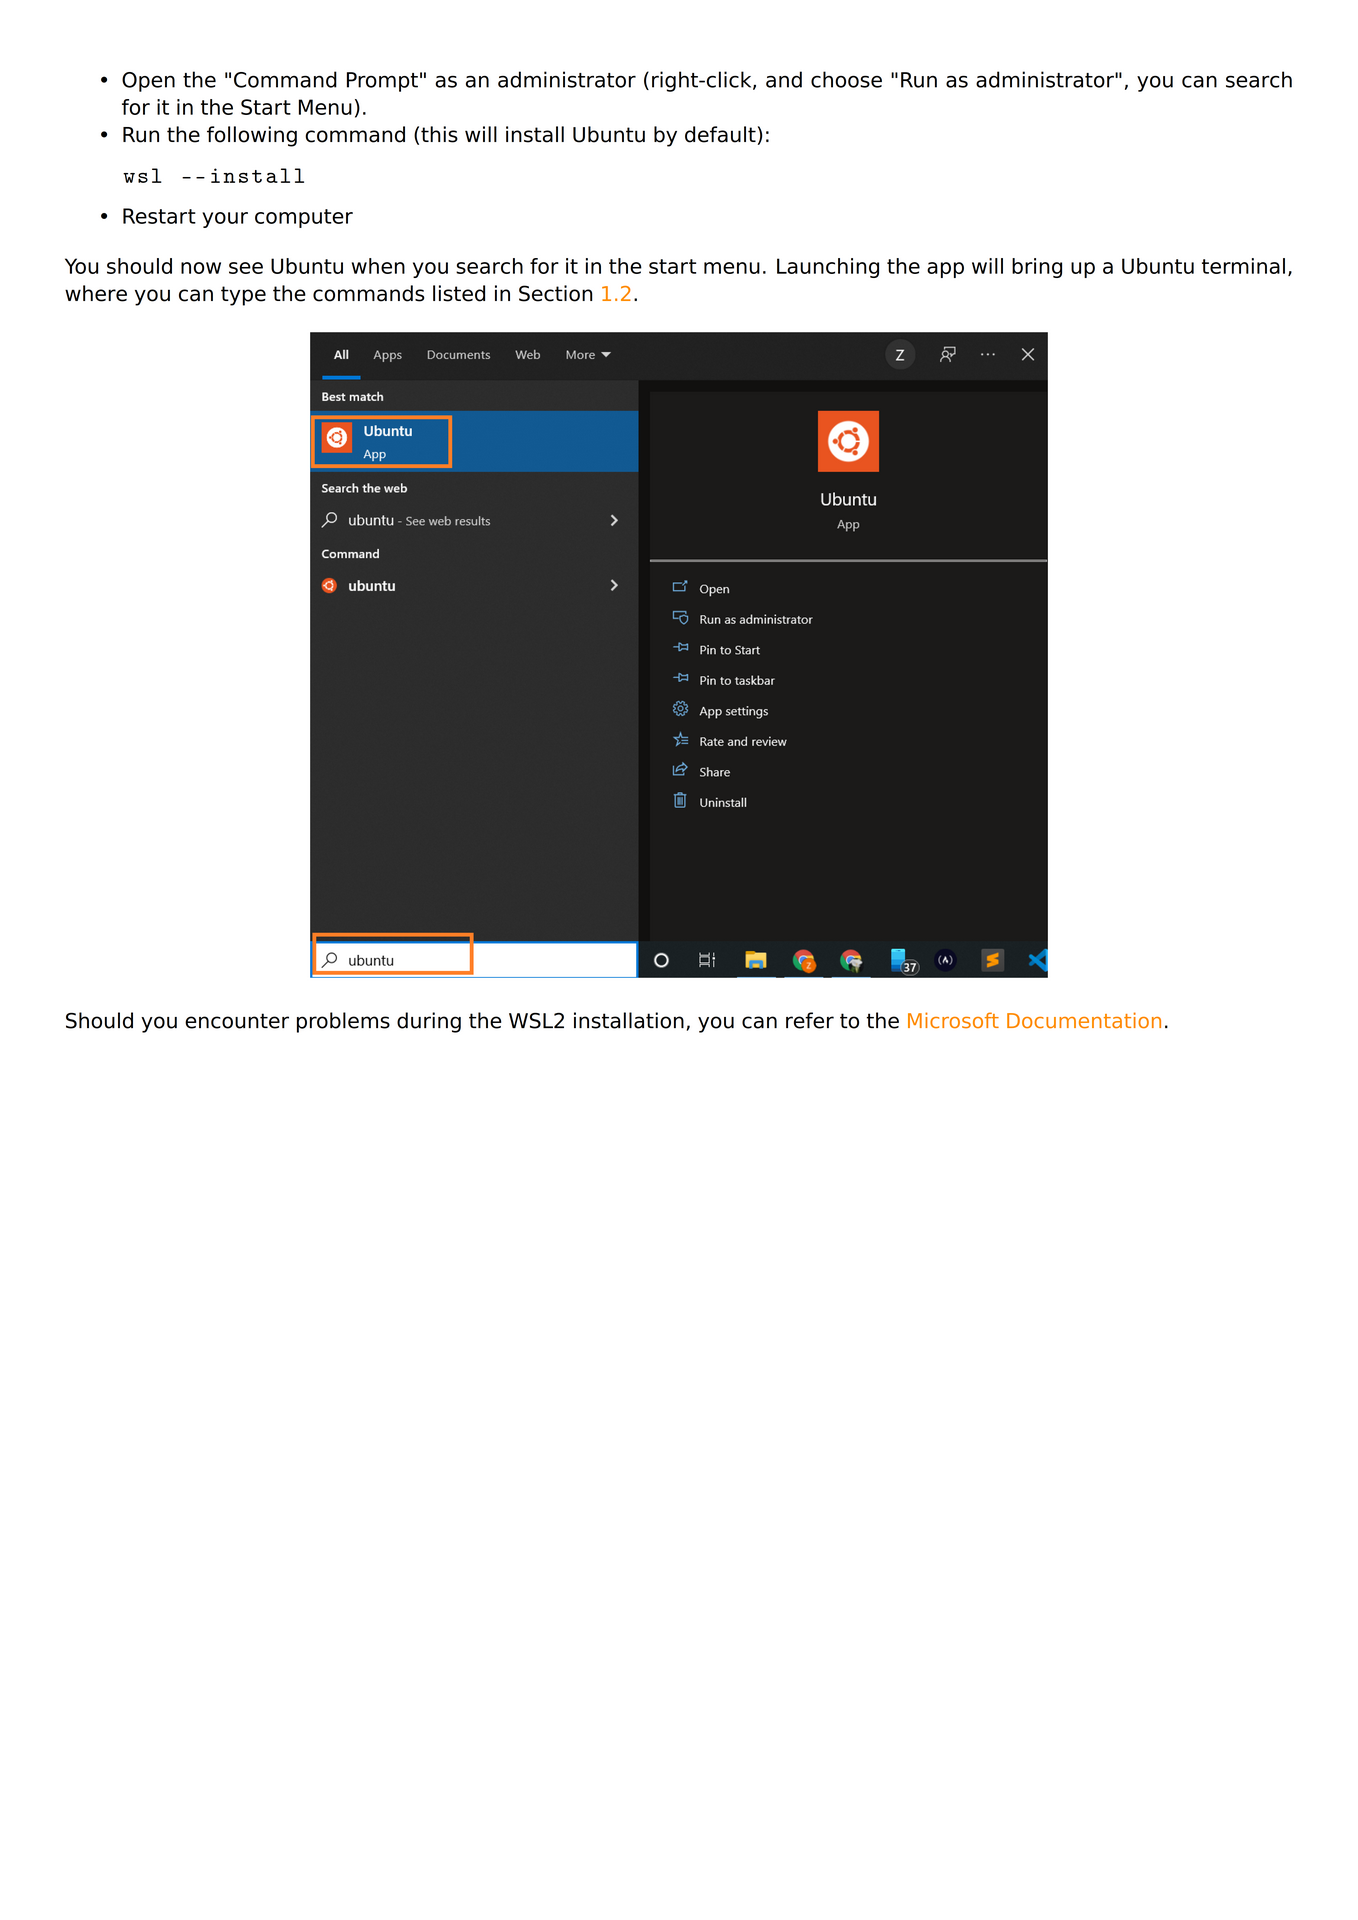 • Open the "Command Prompt" as an administrator (right-click, and choose "Run as administrator", you can search
for it in the Start Menu).
• Run the following command (this will install Ubuntu by default):
wsl --install
• Restart your computer
You should now see Ubuntu when you search for it in the start menu. Launching the app will bring up a Ubuntu terminal,
where you can type the commands listed in Section 1.2.
All Apps Documents Web More Z
Best match
Ubuntu
App
Search the web
ubuntu - See web results
Command
ubuntu
Ubuntu
App
Open
Run as administrator
Pin to Start
Pin to taskbar
App settings
Rate and review
Share
Uninstall
ubuntu
Z
37
Should you encounter problems during the WSL2 installation, you can refer to the Microsoft Documentation.